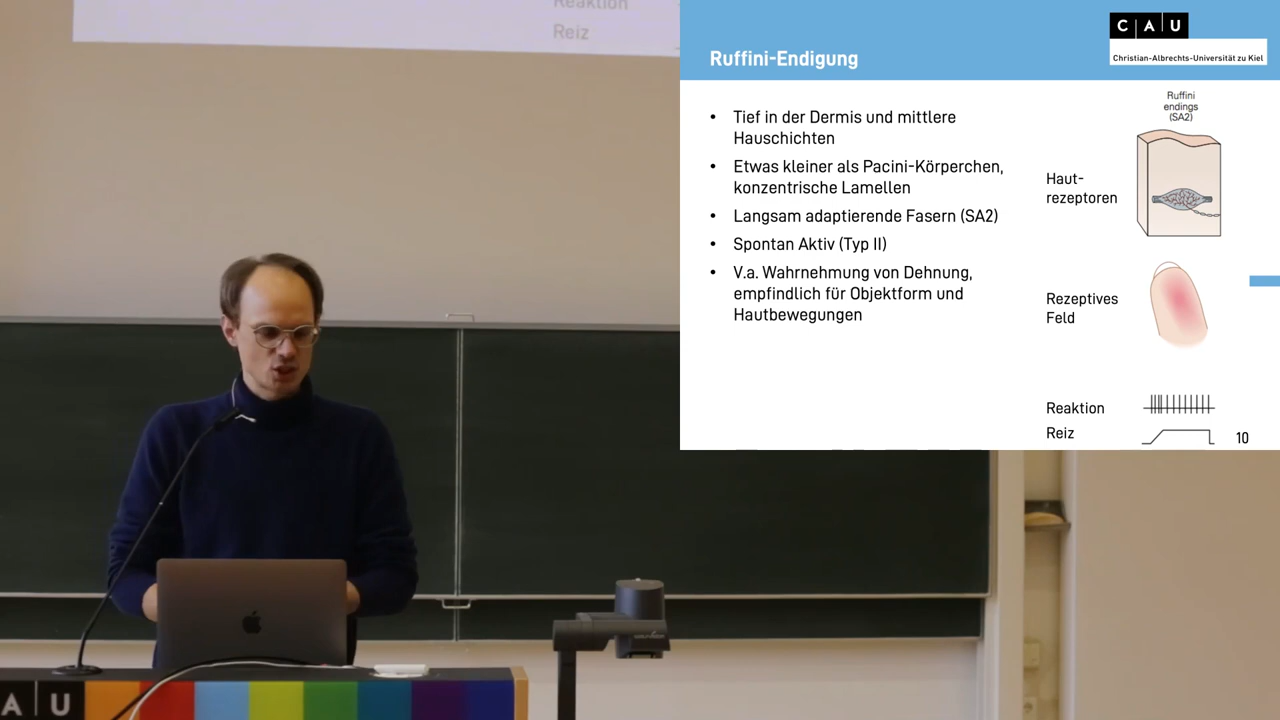 Reaktion
Reiz
Ruffini-Endigung
C A U
Christian-Albrechts-Universität zu Kiel
• Tief in der Dermis und mittlere
Hauschichten
• Etwas kleiner als Pacini-Körperchen,
konzentrische Lamellen
• Langsam adaptierende Fasern (SA2)
• Spontan Aktiv (Typ II)
• V.a. Wahrnehmung von Dehnung,
empfindlich für Objektform und
Hautbewegungen
Ruffini
endings
(SA2)
Haut-
rezeptoren
Rezeptives
Feld
Reaktion
Reiz
10
A U